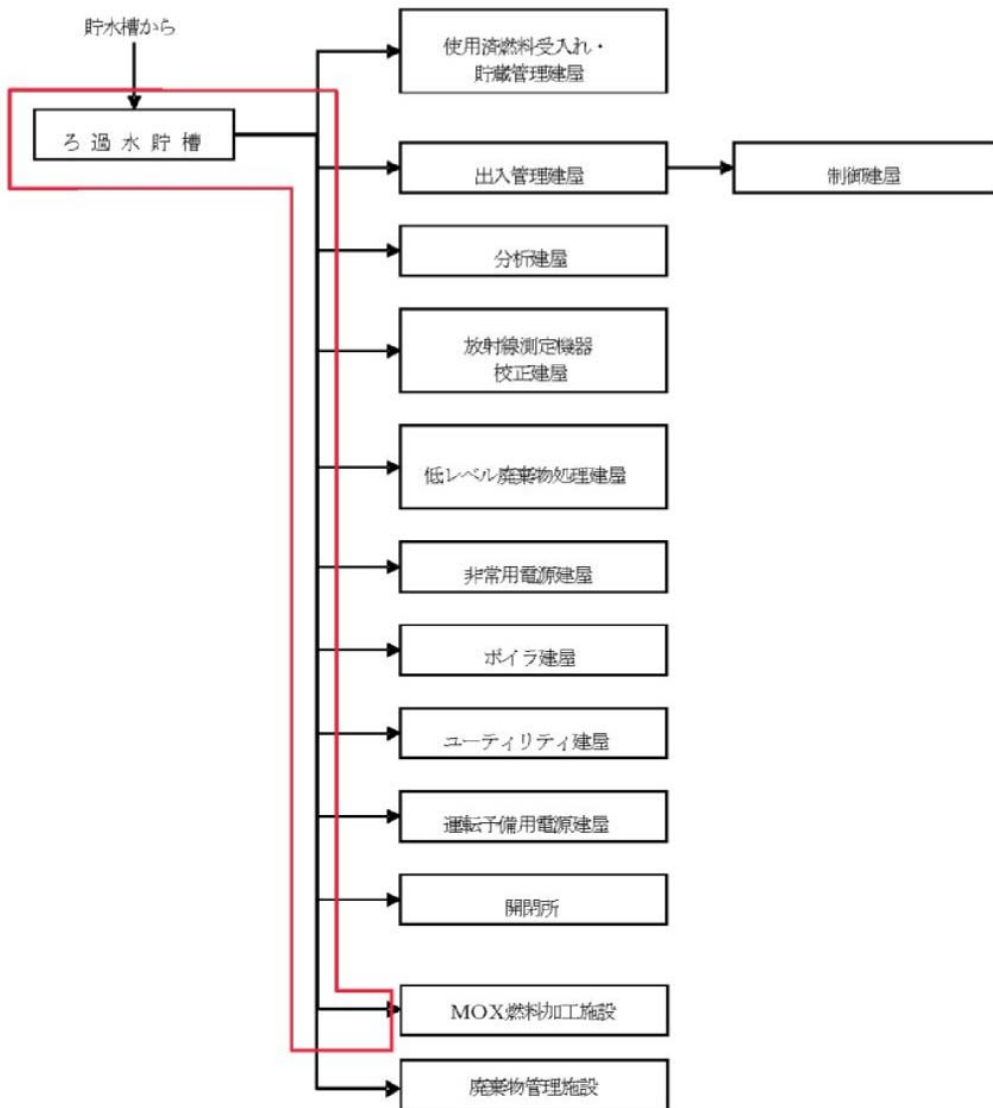 貯水槽から
使用済燃料受入れ・
貯蔵管理建屋
ろ 過 水 貯 槽
出入管理建屋
制御建屋
分析建屋
放射線測定機器
校正建屋
低レベル廃棄物処理建屋
非常用電源建屋
ボイラ建屋
ユーティリティ建屋
運転予備用電源建屋
開閉所
MOX燃料加工施設
廃棄物管理施設